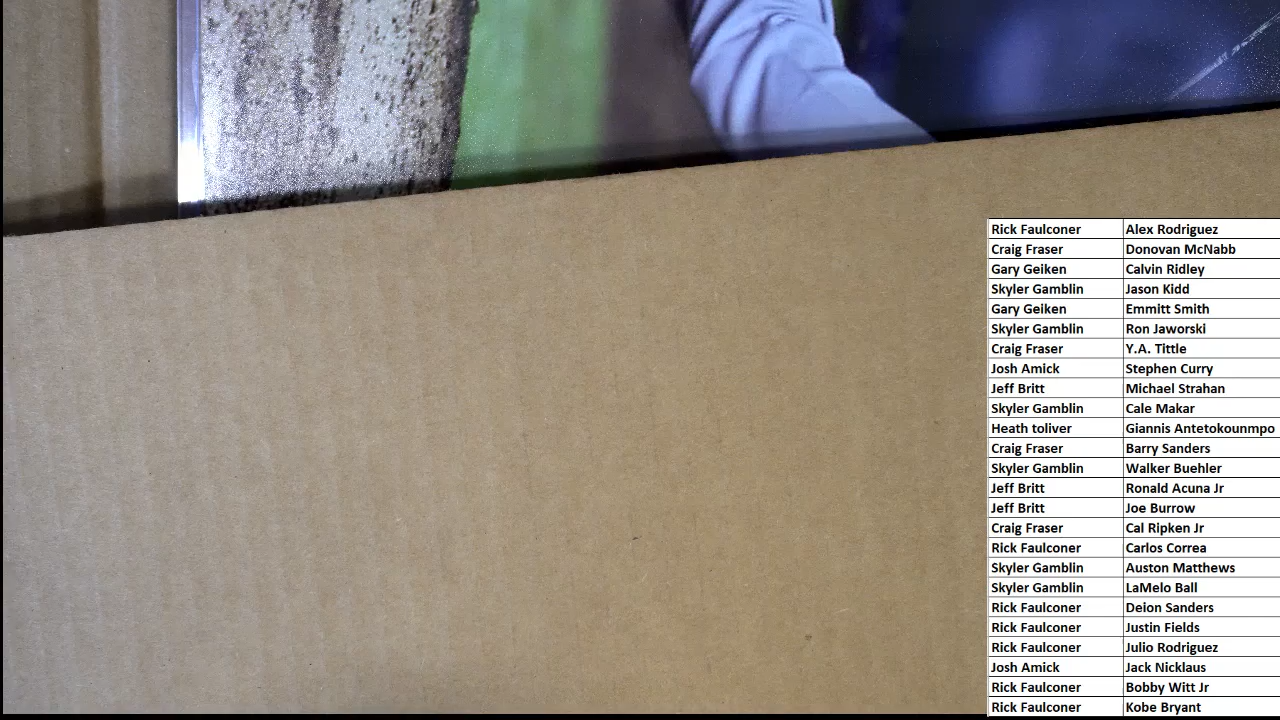 Rick Faulconer Alex Rodriguez
Craig Fraser Donovan McNabb
Gary Geiken Calvin Ridley
Skyler Gamblin Jason Kidd
Gary Geiken Emmitt Smith
Skyler Gamblin Ron Jaworski
Craig Fraser Y.A. Tittle
Josh Amick Stephen Curry
Jeff Britt Michael Strahan
Skyler Gamblin Cale Makar
Heath toliver Giannis Antetokounmpo
Craig Fraser Barry Sanders
Skyler Gamblin Walker Buehler
Jeff Britt Ronald Acuna Jr
Jeff Britt Joe Burrow
Craig Fraser Cal Ripken Jr
Rick Faulconer Carlos Correa
Skyler Gamblin Auston Matthews
Skyler Gamblin LaMelo Ball
Rick Faulconer Deion Sanders
Rick Faulconer Justin Fields
Rick Faulconer Julio Rodriguez
Josh Amick Jack Nicklaus
Rick Faulconer Bobby Witt Jr
Rick Faulconer Kobe Bryant